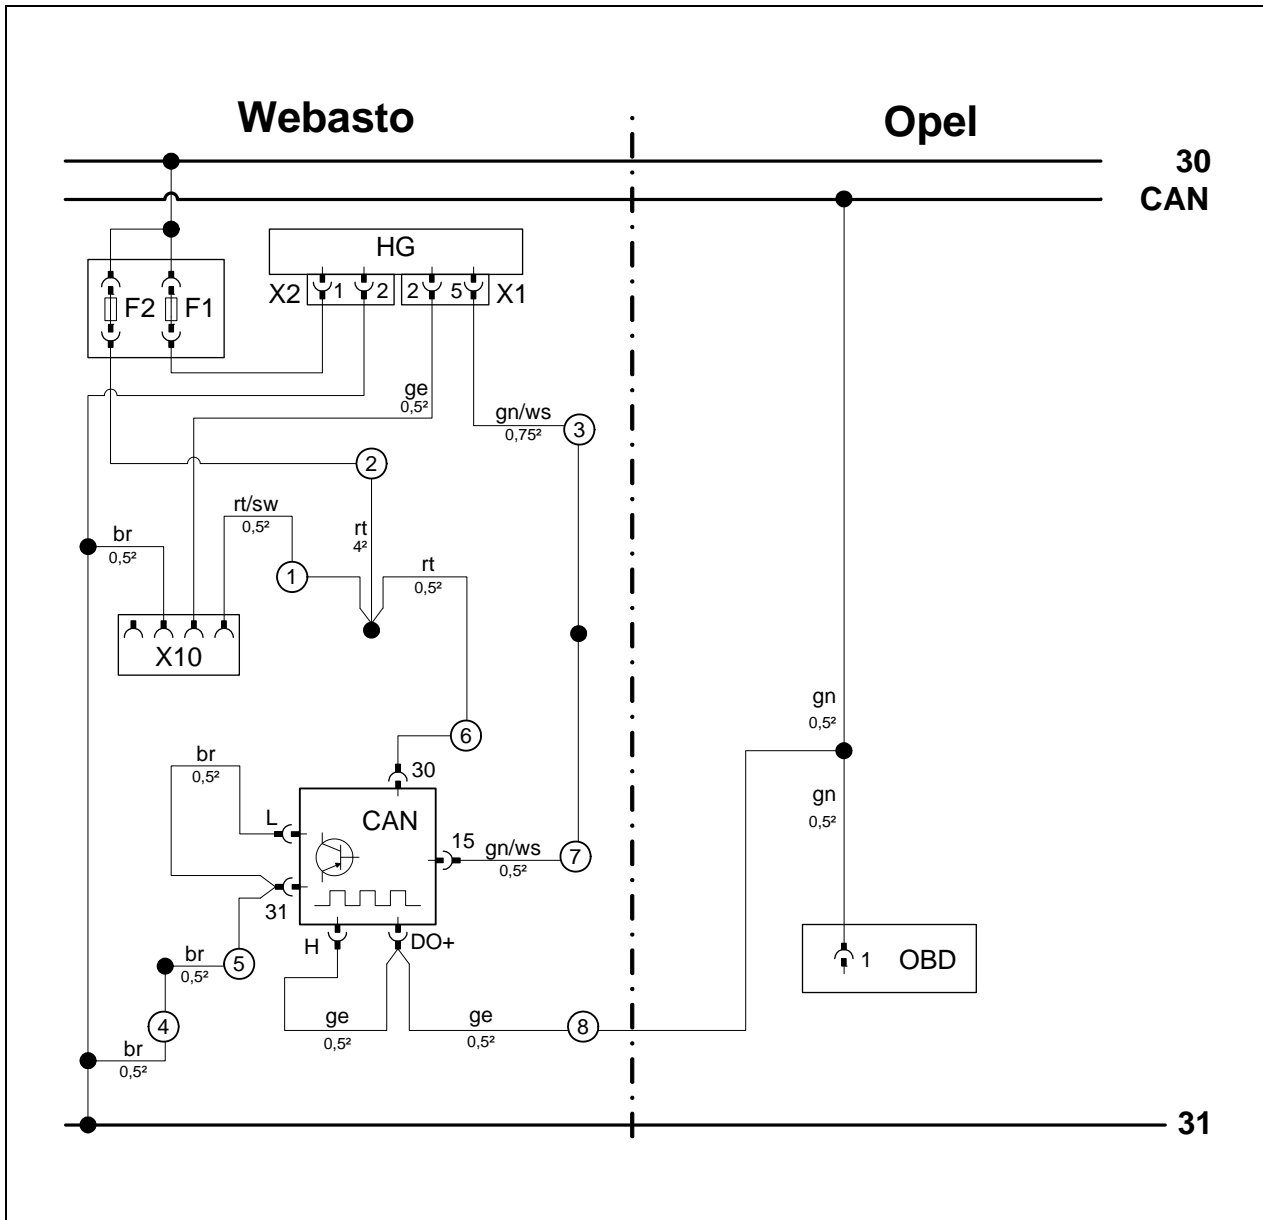 Webasto
Opel
30
CAN
HG
X2 1 2 2 5 X1
F2 F1
ge
0,5²
gn/ws
0,75²
3
2
rt/sw
0,5²
rt
4²
br
0,5²
rt
0,5²
1
X10
gn
0,5²
6
br
0,5²
30
gn
0,5²
L
CAN
15
gn/ws
0,5²
7
31
H
DO+
br
0,5²
5
1
OBD
4
ge
0,5²
ge
0,5²
8
br
0,5²
31